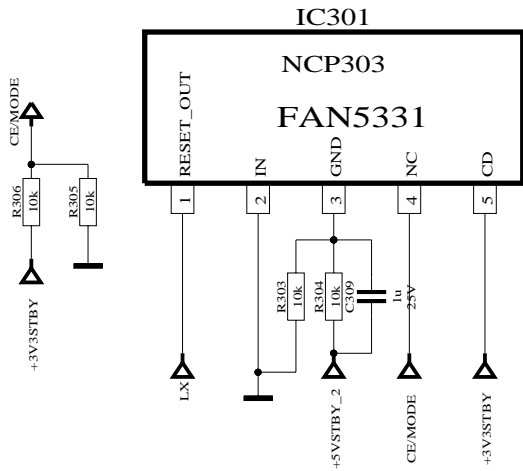 IC301
NCP303
FAN5331
RESET_OUT
IN
GND
NC
CD
1
2
3
4
5
CE/MODE
R306
10k
R305
10k
+3V3STBY
R303
10k
R304
10k
C309
1u
25V
LX
+5VSTBY_2
CE/MODE
+3V3STBY